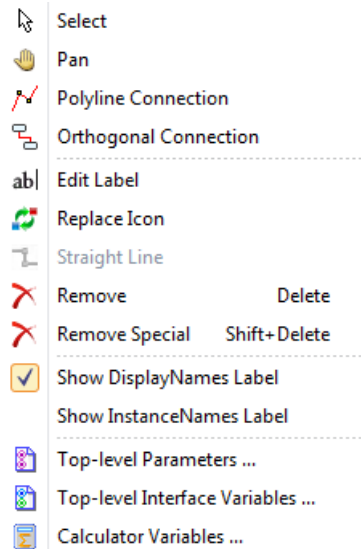 Select
Pan
Polyline Connection
Orthogonal Connection
ab| Edit Label
Replace Icon
Straight Line
Remove Delete
Remove Special Shift+Delete
Show DisplayNames Label
Show InstanceNames Label
Top-level Parameters ...
Top-level Interface Variables ...
Calculator Variables ...